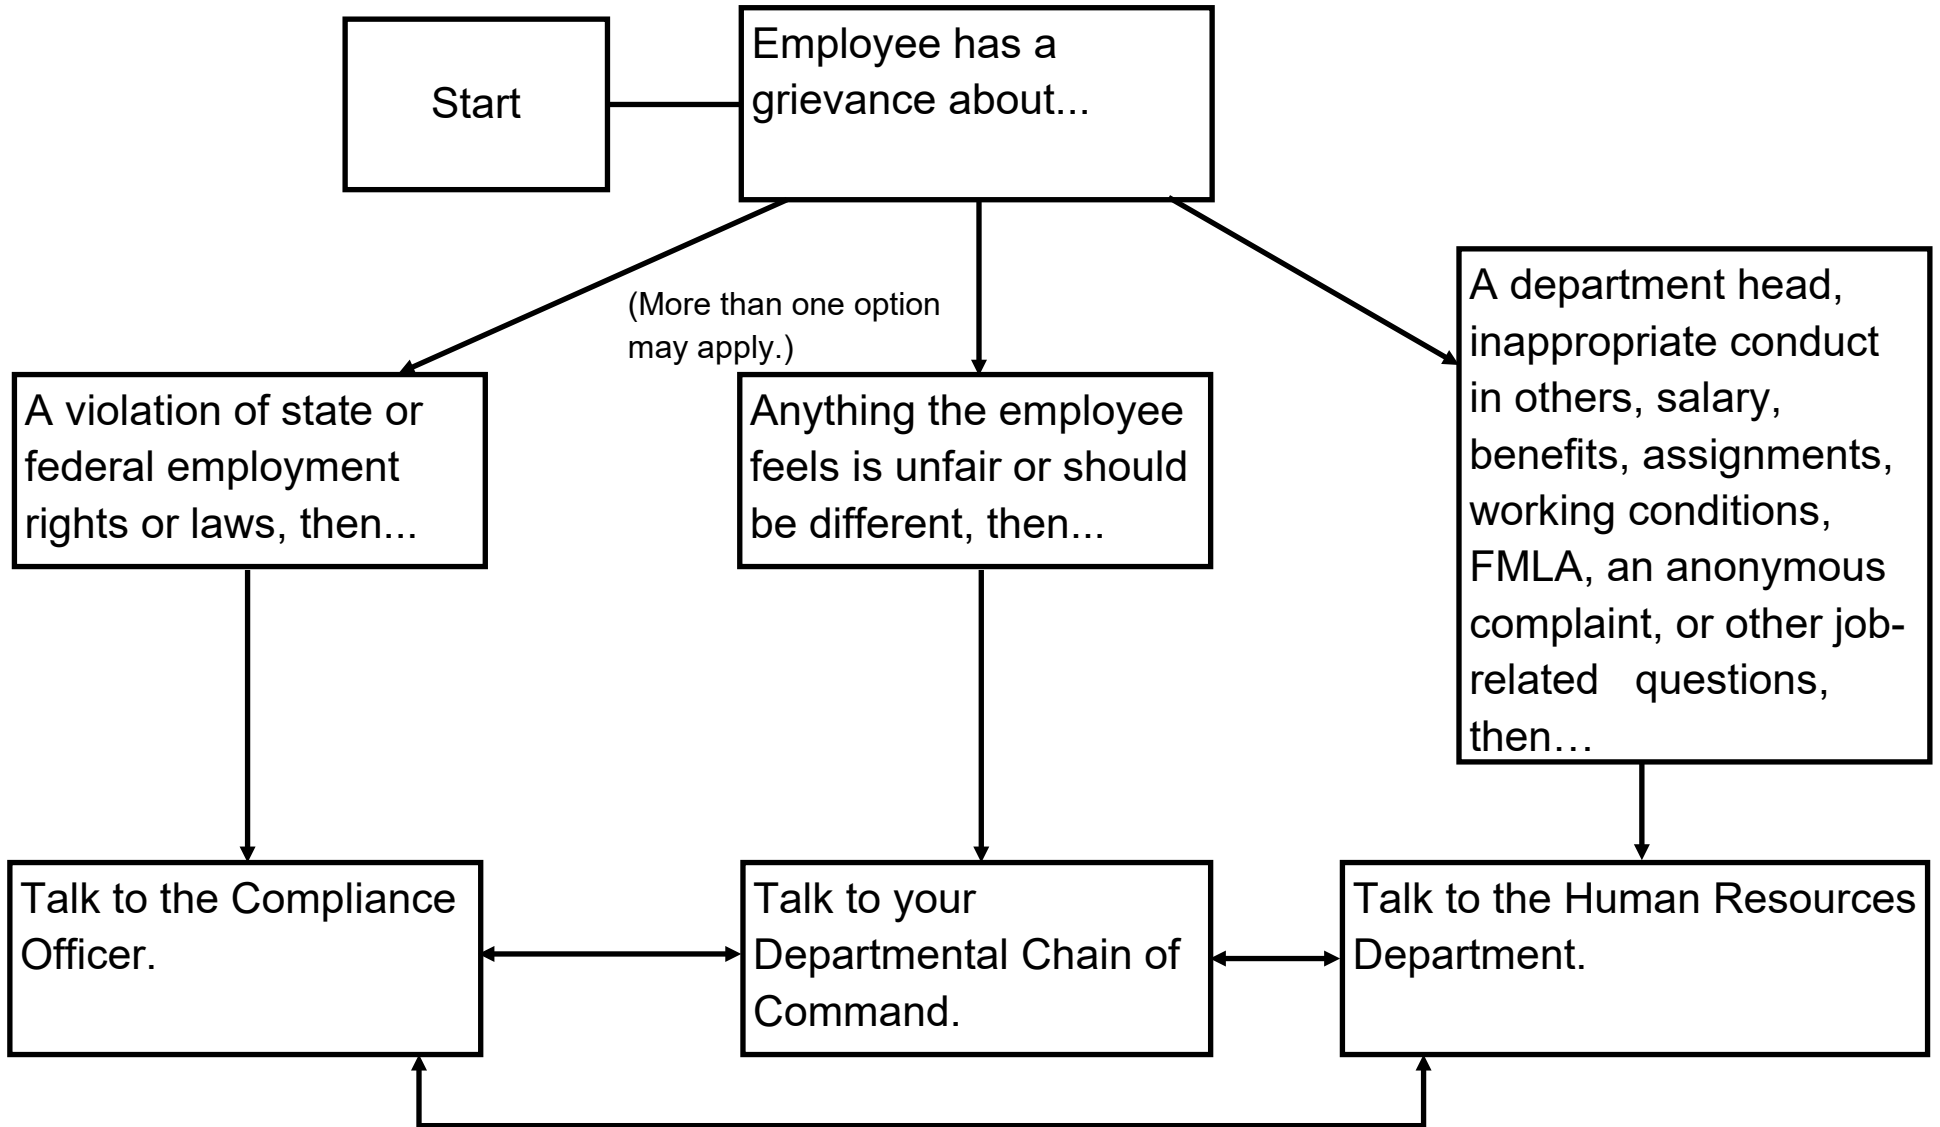 Start
Employee has a
grievance about...
(More than one option
may apply.)
A violation of state or
federal employment
rights or laws, then...
Anything the employee
feels is unfair or should
be different, then...
A department head,
inappropriate conduct
in others, salary,
benefits, assignments,
working conditions,
FMLA, an anonymous
complaint, or other job-
related questions,
then…
Talk to the Compliance
Officer.
Talk to your
Departmental Chain of
Command.
Talk to the Human Resources
Department.